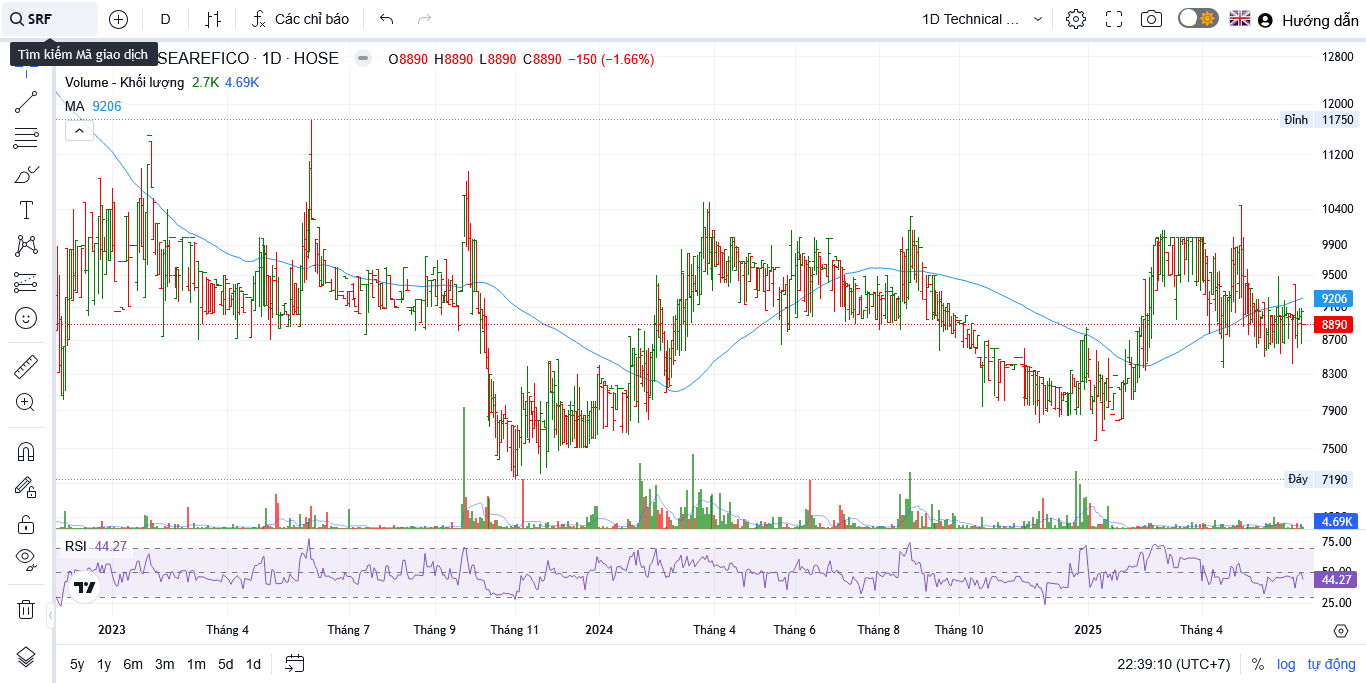 SRF D Các chỉ báo 1D Technical ... Hướng dẫn
Tìm kiếm Mã giao dịch
SEAREFICO · 1D · HOSE O8890 H8890 L8890 C8890 −150 (−1.66%)
Volume - Khối lượng 2.7K 4.69K
MA 9206
12800
12000
Đỉnh 11750
11200
10400
9900
9500
9206
8890
8700
8300
7900
7500
Đáy 7190
4.69K
RSI 44.27
75.00
44.27
25.00
2023 Tháng 4 Tháng 7 Tháng 9 Tháng 11 2024 Tháng 4 Tháng 6 Tháng 8 Tháng 10 2025 Tháng 4
5y 1y 6m 3m 1m 5d 1d 22:39:10 (UTC+7) % log tự động